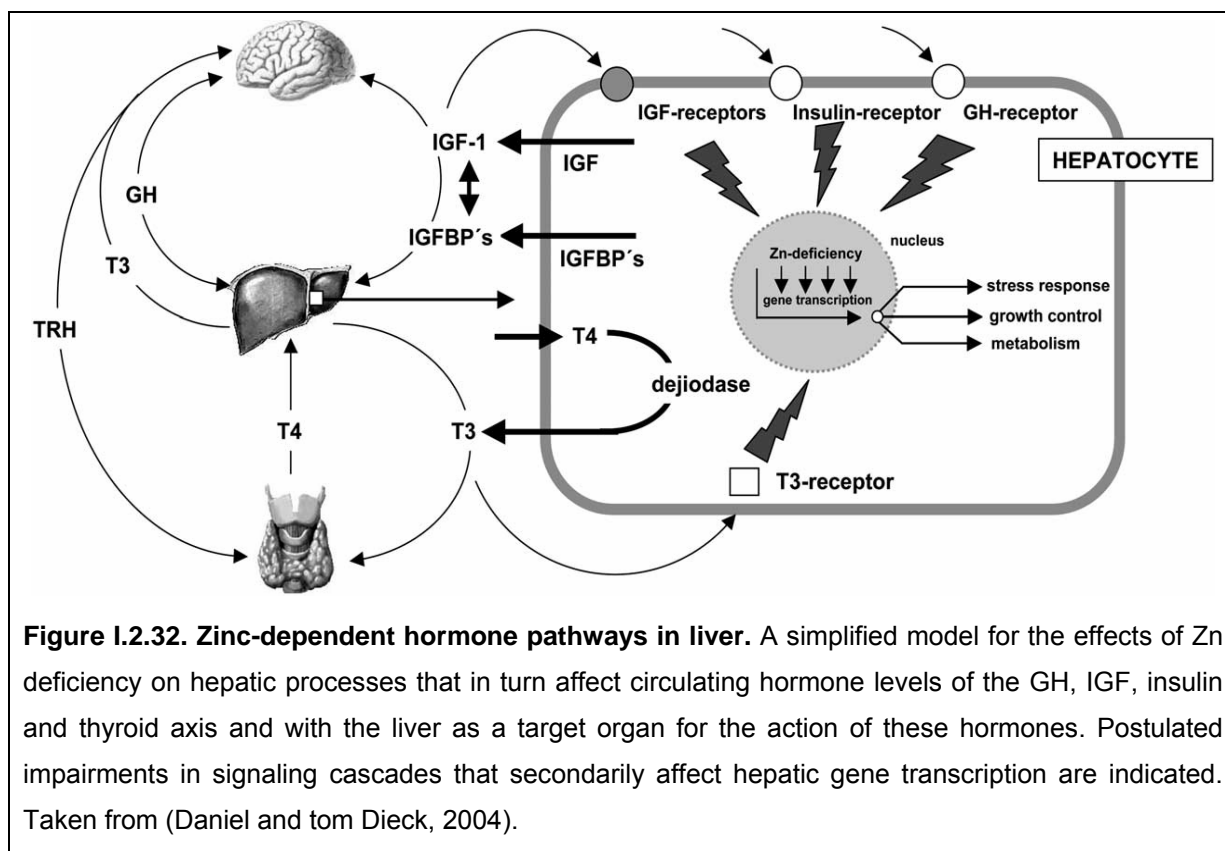 GH
T3
TRH
T4
IGF-1
IGFBP´s
T3
IGF
IGFBP´s
T4
dejiodase
IGF-receptors
Insulin-receptor
GH-receptor
HEPATOCYTE
nucleus
Zn-deficiency
gene transcription
stress response
growth control
metabolism
T3-receptor
Figure I.2.32. Zinc-dependent hormone pathways in liver. A simplified model for the effects of Zn
deficiency on hepatic processes that in turn affect circulating hormone levels of the GH, IGF, insulin
and thyroid axis and with the liver as a target organ for the action of these hormones. Postulated
impairments in signaling cascades that secondarily affect hepatic gene transcription are indicated.
Taken from (Daniel and tom Dieck, 2004).